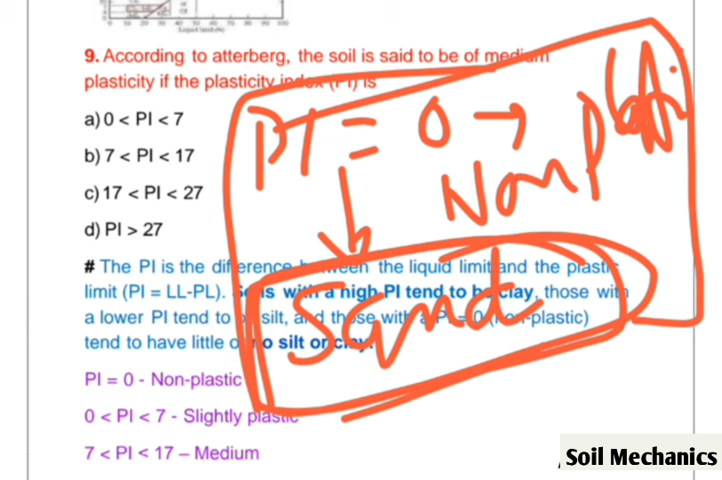 Liquid limit (%)
9. According to atterberg, the soil is said to be of medium
plasticity if the plasticity index (PI) is
a) 0 < PI < 7
b) 7 < PI < 17
c) 17 < PI < 27
d) PI > 27
PI = 0 →
Non plastic
Sand
# The PI is the difference between the liquid limit and the plastic
limit (PI = LL-PL). Soils with a high PI tend to be clay, those with
a lower PI tend to be silt, and those with a PI = 0 (non-plastic)
tend to have little or no silt or clay.
PI = 0 - Non-plastic
0 < PI < 7 - Slightly plastic
7 < PI < 17 – Medium
Soil Mechanics